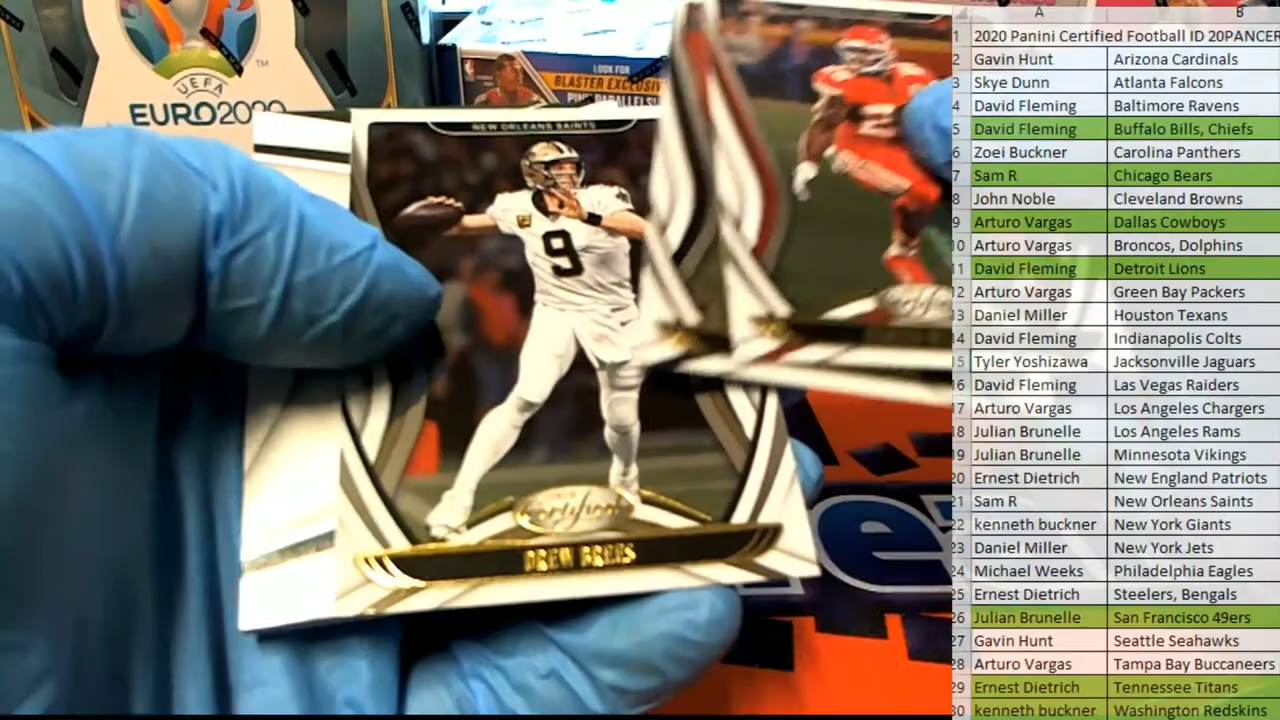 UEFA
TM
EURO2020
LOOK FOR
BLASTER EXCLUSIV
PINK PARALLELS!
NEW ORLEANS SAINTS
9
2
Certified
DREW BREES
A B
1 2020 Panini Certified Football ID 20PANCER
2 Gavin Hunt Arizona Cardinals
3 Skye Dunn Atlanta Falcons
4 David Fleming Baltimore Ravens
5 David Fleming Buffalo Bills, Chiefs
6 Zoei Buckner Carolina Panthers
7 Sam R Chicago Bears
8 John Noble Cleveland Browns
9 Arturo Vargas Dallas Cowboys
10 Arturo Vargas Broncos, Dolphins
11 David Fleming Detroit Lions
12 Arturo Vargas Green Bay Packers
13 Daniel Miller Houston Texans
14 David Fleming Indianapolis Colts
15 Tyler Yoshizawa Jacksonville Jaguars
16 David Fleming Las Vegas Raiders
17 Arturo Vargas Los Angeles Chargers
18 Julian Brunelle Los Angeles Rams
19 Julian Brunelle Minnesota Vikings
20 Ernest Dietrich New England Patriots
21 Sam R New Orleans Saints
22 kenneth buckner New York Giants
23 Daniel Miller New York Jets
24 Michael Weeks Philadelphia Eagles
25 Ernest Dietrich Steelers, Bengals
26 Julian Brunelle San Francisco 49ers
27 Gavin Hunt Seattle Seahawks
28 Arturo Vargas Tampa Bay Buccaneers
29 Ernest Dietrich Tennessee Titans
30 kenneth buckner Washington Redskins